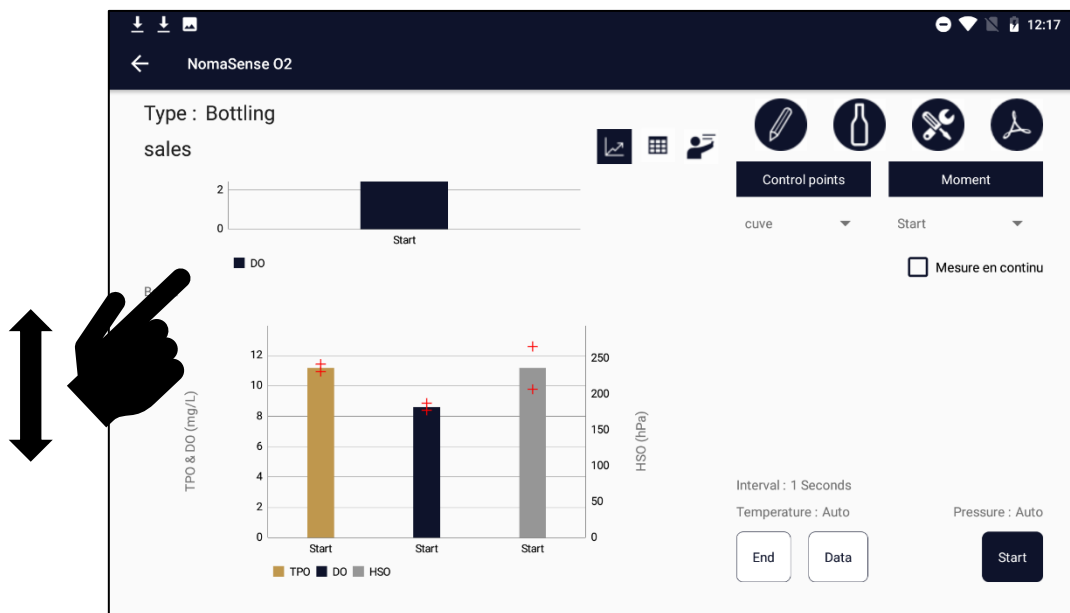 12:17
NomaSense O2
Type : Bottling
sales
Control points
Moment
cuve
Start
Mesure en continu
2
0
Start
DO
12
10
8
6
4
2
0
TPO & DO (mg/L)
250
200
150
100
50
0
HSO (hPa)
Start
Start
Start
TPO DO HSO
Interval : 1 Seconds
Temperature : Auto
Pressure : Auto
End
Data
Start